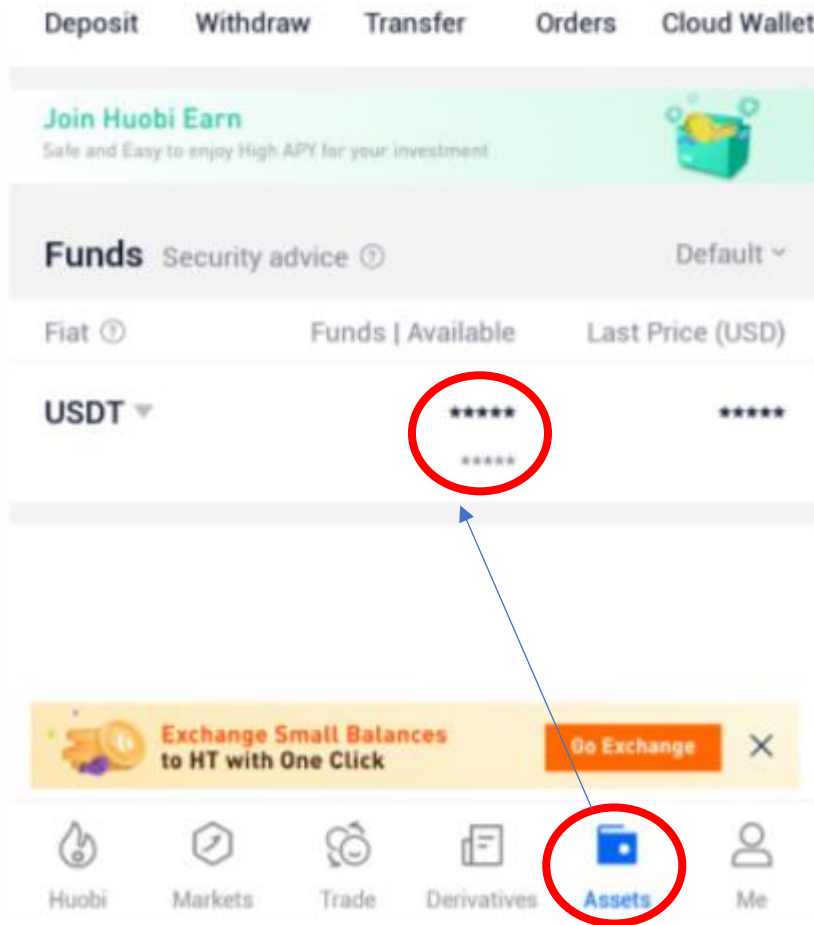 Deposit Withdraw Transfer Orders Cloud Wallet
Join Huobi Earn
Safe and Easy to enjoy High APY for your investment
Funds Security advice ?
Default
Fiat ? Funds | Available Last Price (USD)
USDT ***** *****
*****
Exchange Small Balances
to HT with One Click
Go Exchange
Huobi Markets Trade Derivatives Assets Me